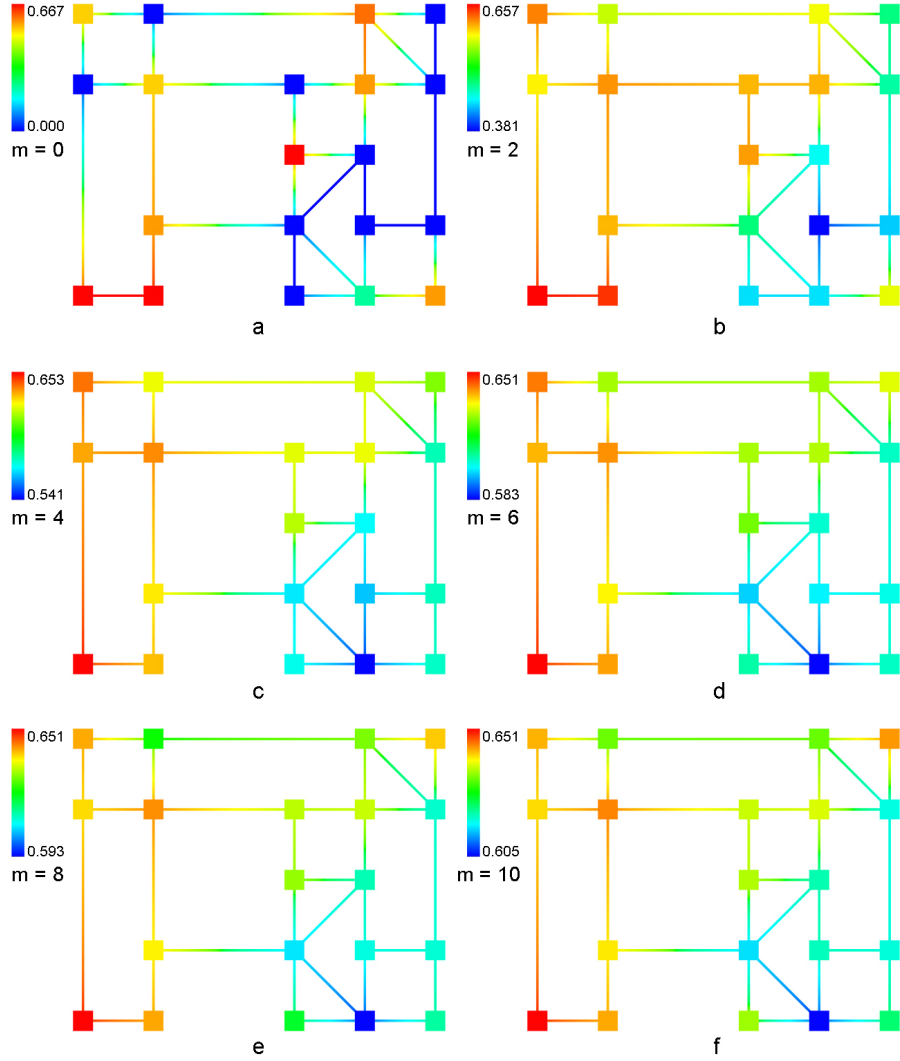 0.667
0.000
m = 0
a
0.657
0.381
m = 2
b
0.653
0.541
m = 4
c
0.651
0.583
m = 6
d
0.651
0.593
m = 8
e
0.651
0.605
m = 10
f